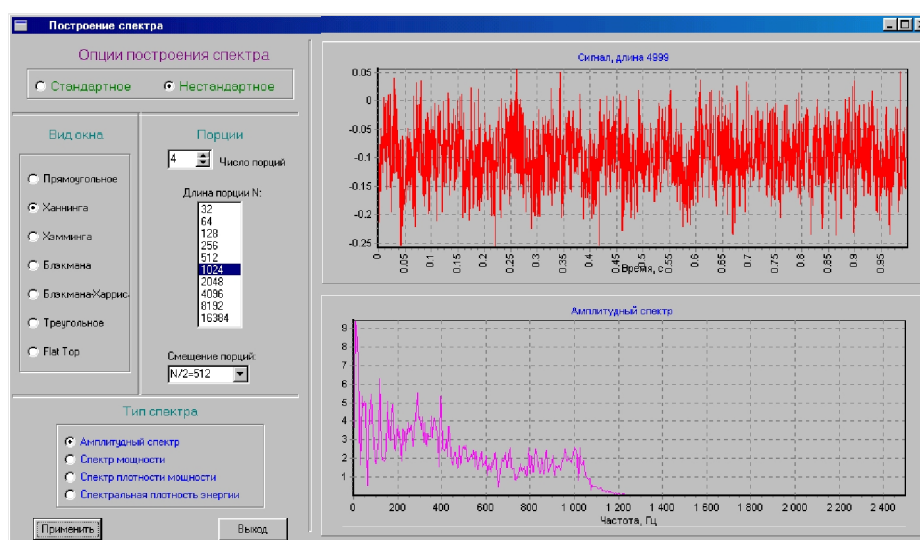 Построение спектра
Опции построения спектра
Стандартное Нестандартное
Вид окна
Прямоугольное
Ханнинга
Хэмминга
Блэкмана
Блэкмана-Харрис
Треугольное
Flat Top
Порции
4 Число порций
Длина порции N:
32
64
128
256
512
1024
2048
4096
8192
16384
Смещение порций:
N/2=512
Тип спектра
Амплитудный спектр
Спектр мощности
Спектр плотности мощности
Спектральная плотность энергии
Применить Выход
Сигнал, длина 4999
0.05
0
-0.05
-0.1
-0.15
-0.2
-0.25
0 0.05 0.1 0.15 0.2 0.25 0.3 0.35 0.4 0.45 0.5 0.55 0.6 0.65 0.7 0.75 0.8 0.85 0.9 0.95
Время, с
Амплитудный спектр
9
8
7
6
5
4
3
2
1
0 200 400 600 800 1 000 1 200 1 400 1 600 1 800 2 000 2 200 2 400
Частота, Гц